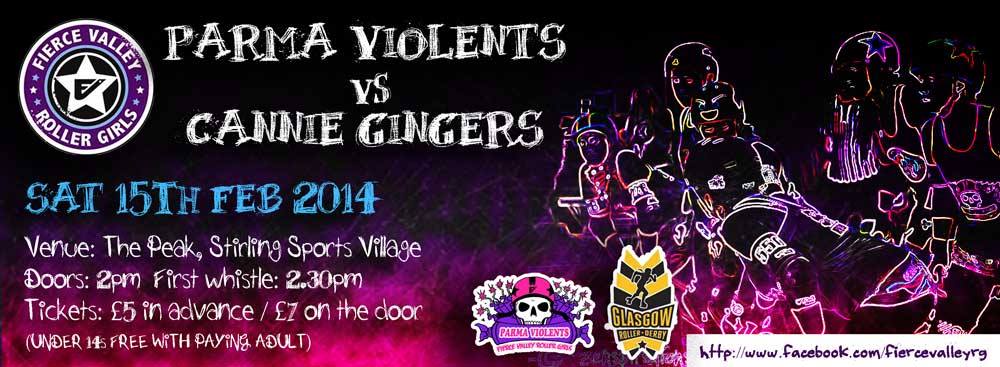 FIERCE VALLEY
FV
ROLLER GIRLS
PARMA VIOLENTS
VS
CANNIE GINGERS
SAT 15TH FEB 2014
Venue: The Peak, Stirling Sports Village
Doors: 2pm First whistle: 2.30pm
Tickets: £5 in advance / £7 on the door
(UNDER 14s FREE WITH PAYING ADULT)
PARMA VIOLENTS
FIERCE VALLEY ROLLER GIRLS
GLASGOW
ROLLER DERBY
http://www.facebook.com/fiercevalleyrg